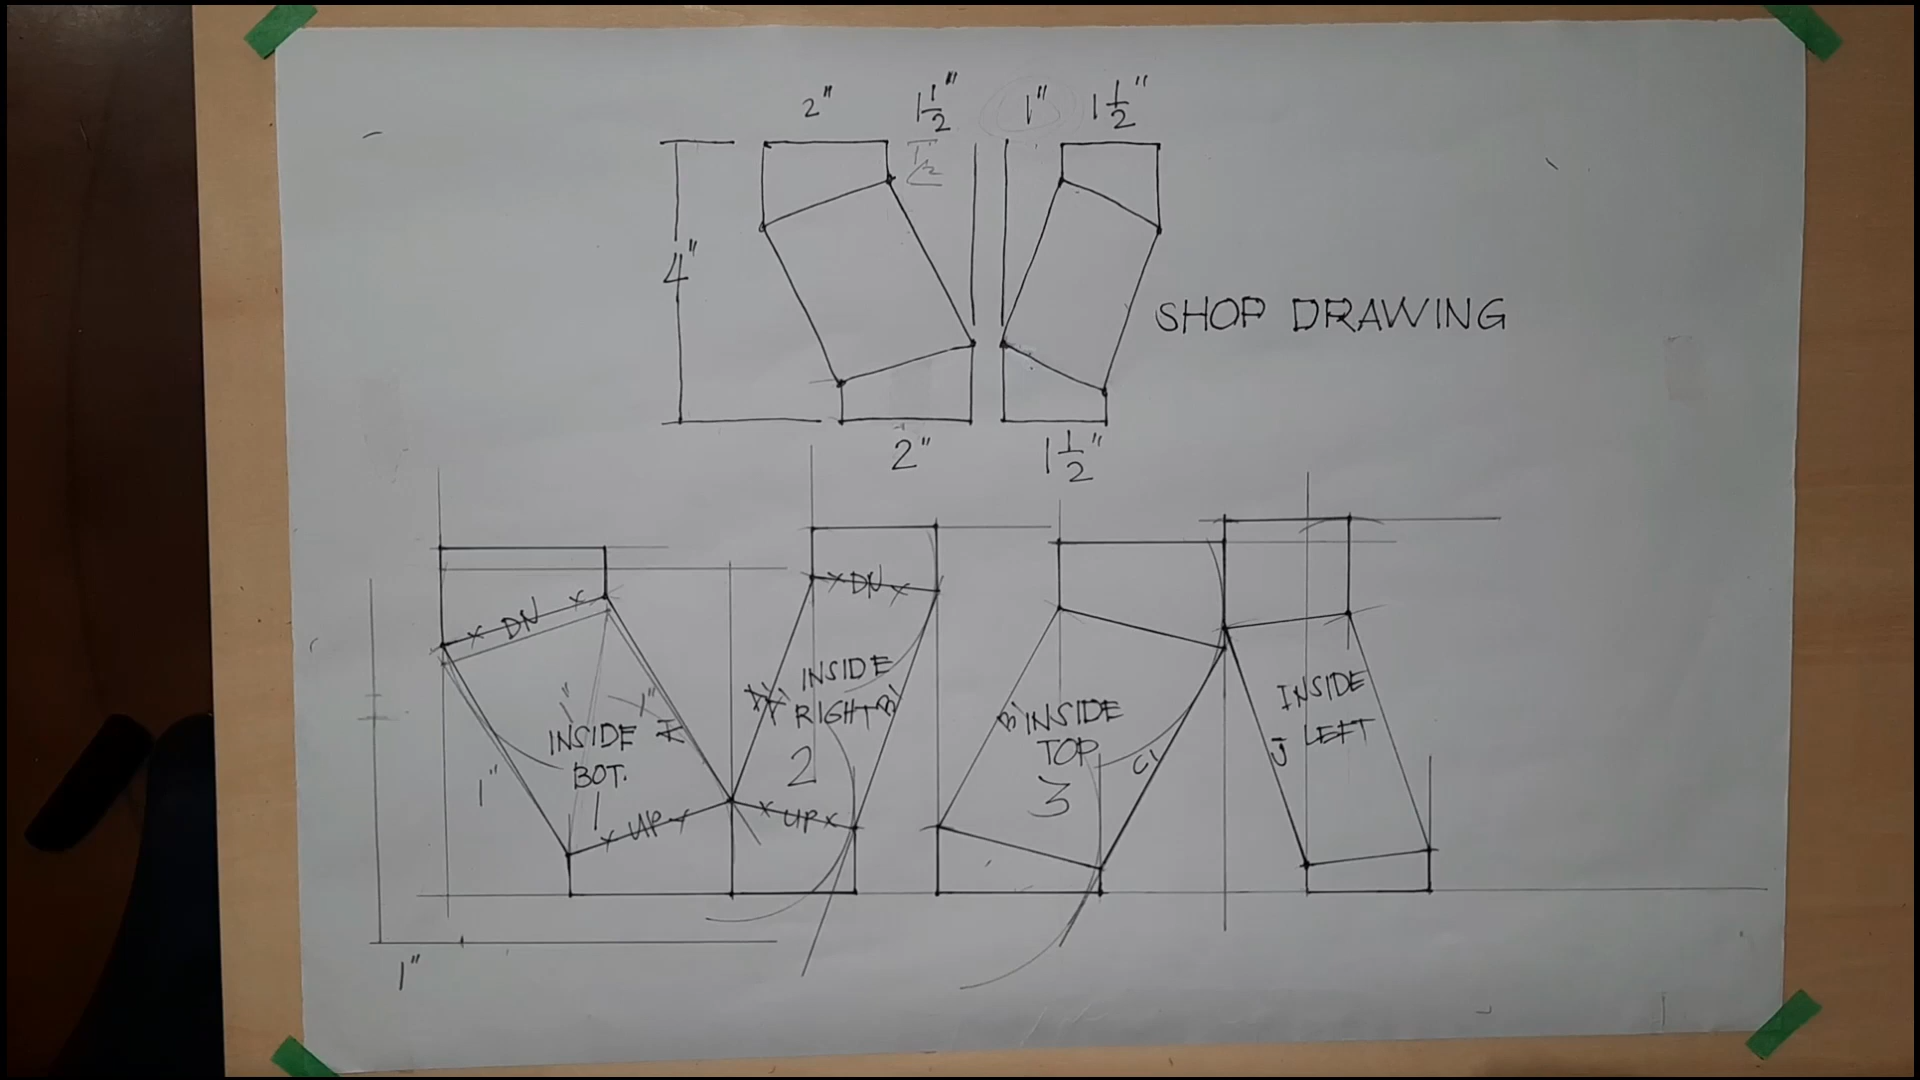 2" 1 1/2" 1" 1 1/2"
4"
SHOP DRAWING
2" 1 1/2"
DN
DN
INSIDE
RIGHT
2
B'
INSIDE
BOT.
1
1"
1"
UP
UP
B'
INSIDE
TOP
3
C'
INSIDE
LEFT
1"